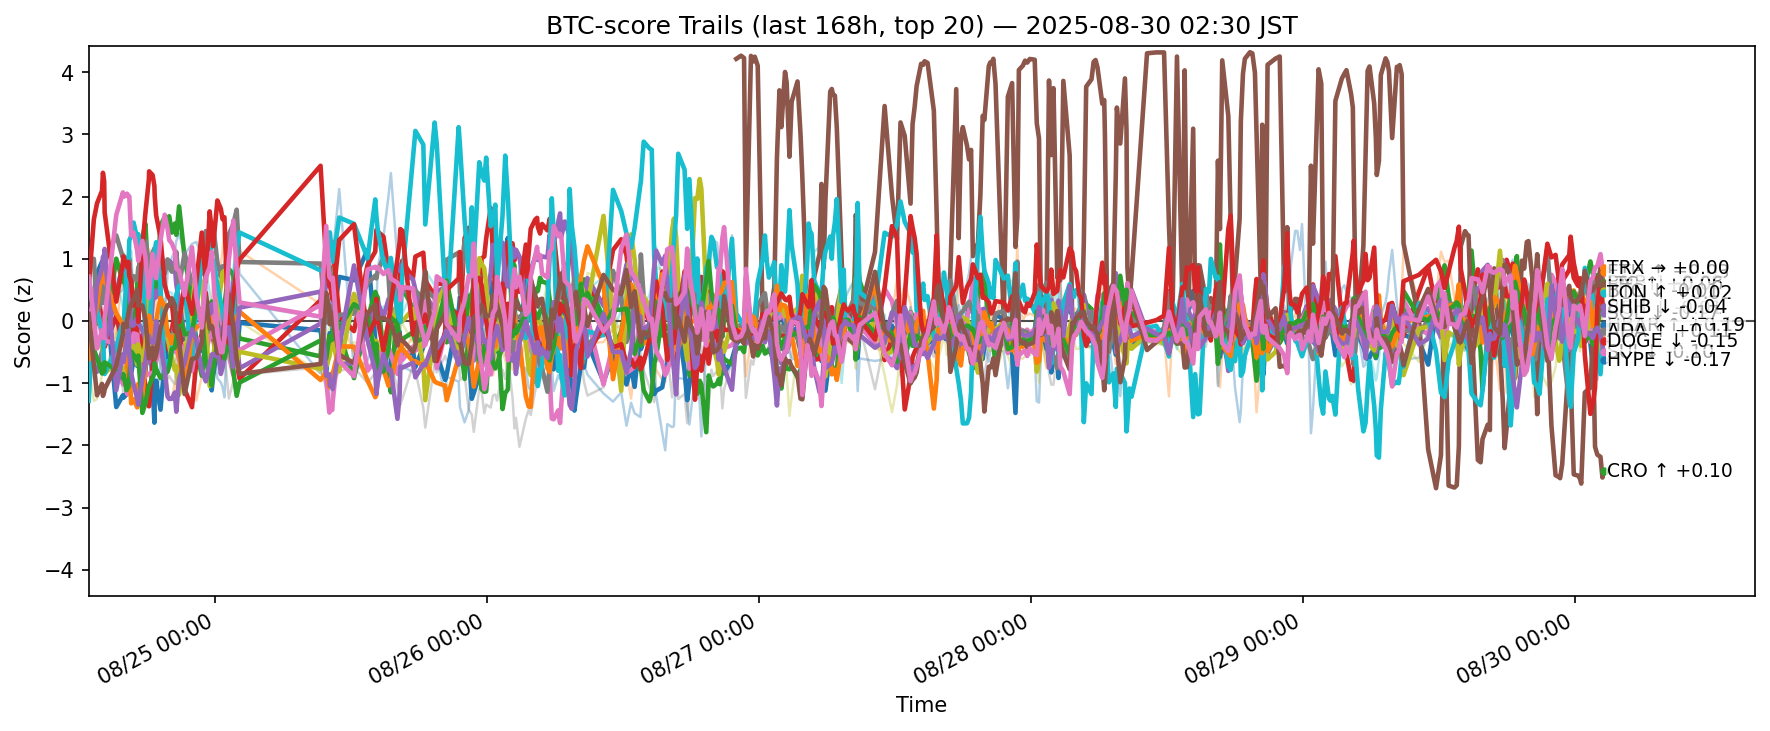 BTC-score Trails (last 168h, top 20) — 2025-08-30 02:30 JST
Score (z)
4
3
2
1
0
−1
−2
−3
−4
TRX → +0.00
TON ↑ +0.02
SHIB ↓ -0.04
DOGE ↓ -0.15
HYPE ↓ -0.17
CRO ↑ +0.10
08/25 00:00
08/26 00:00
08/27 00:00
08/28 00:00
08/29 00:00
08/30 00:00
Time